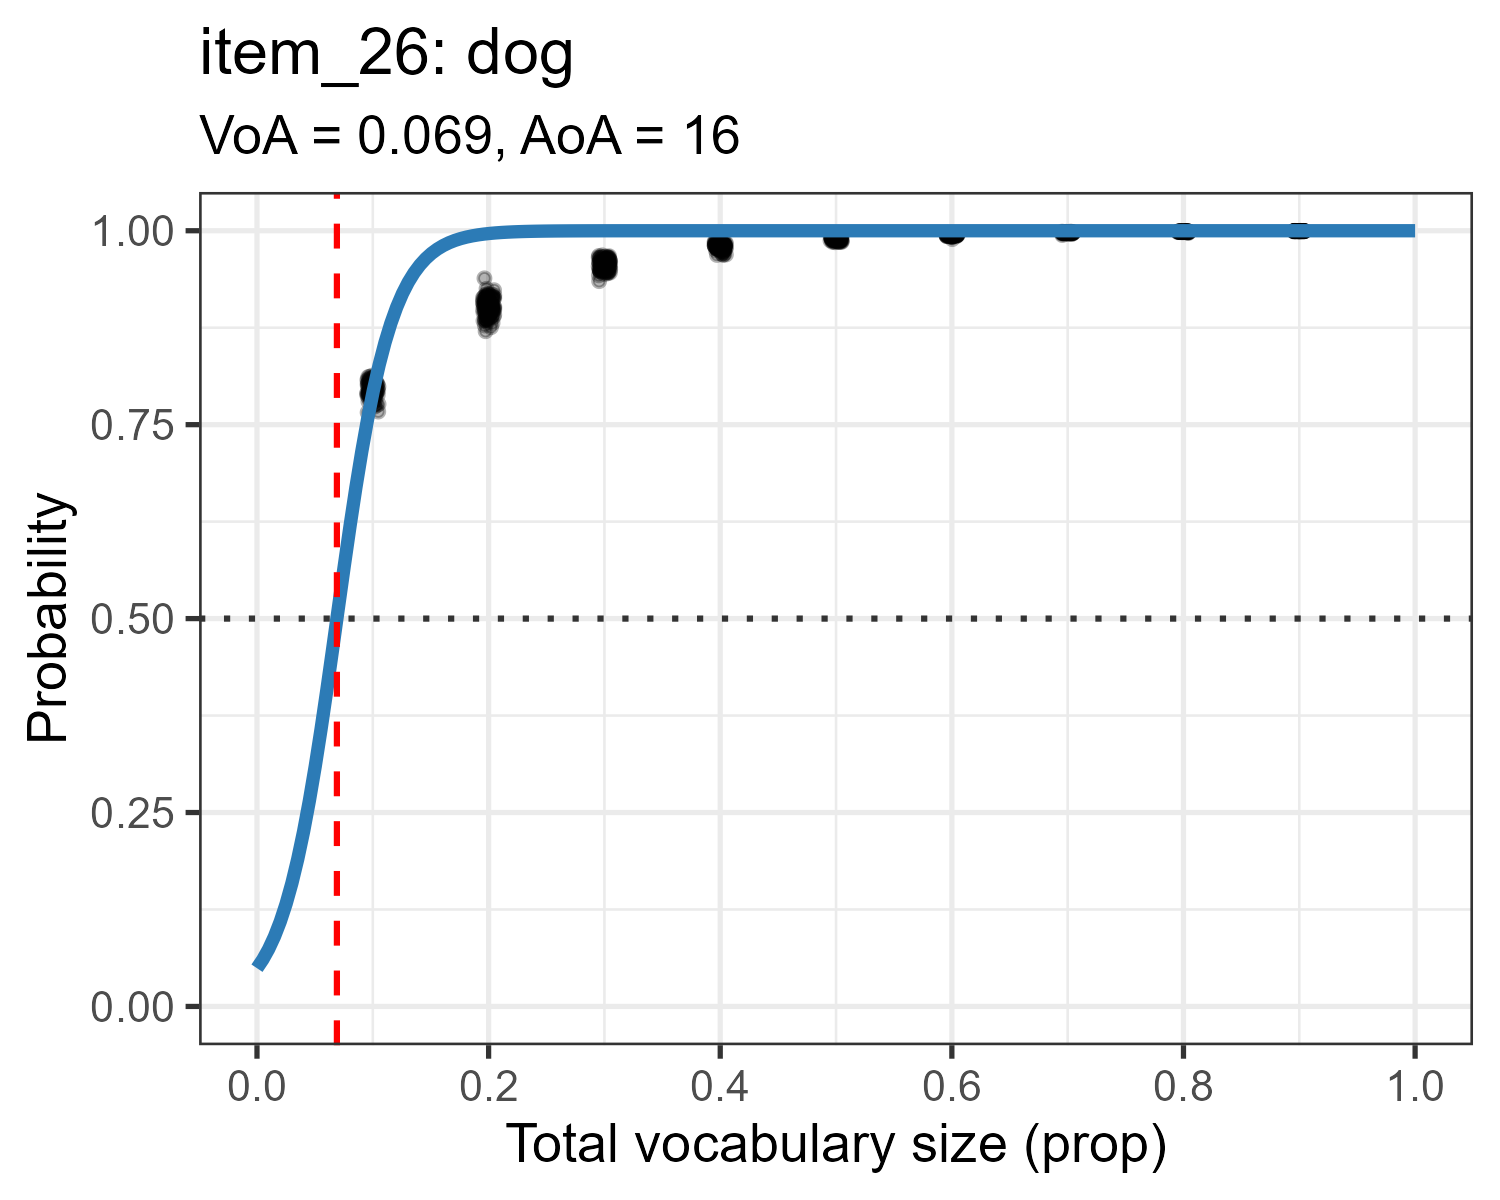 item_26: dog
VoA = 0.069, AoA = 16
1.00
0.75
0.50
0.25
0.00
Probability
0.0 0.2 0.4 0.6 0.8 1.0
Total vocabulary size (prop)